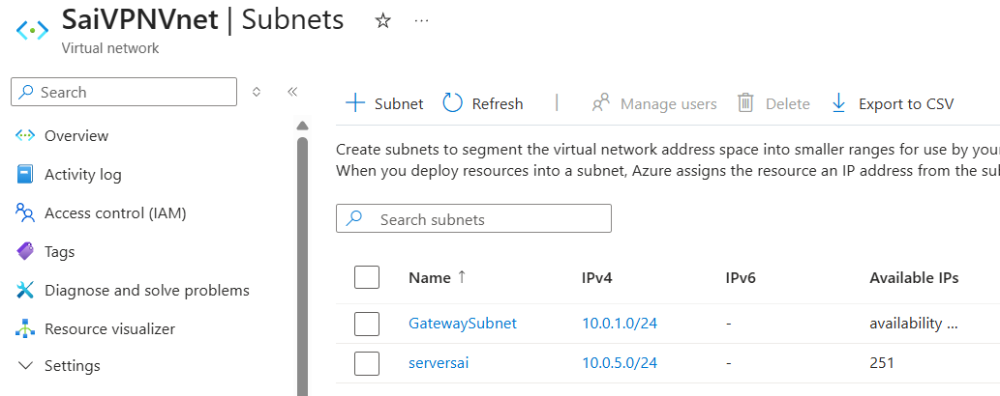 SaiVPNVnet | Subnets
Virtual network
Search
Overview
Activity log
Access control (IAM)
Tags
Diagnose and solve problems
Resource visualizer
Settings
Subnet Refresh Manage users Delete Export to CSV
Create subnets to segment the virtual network address space into smaller ranges for use by your
When you deploy resources into a subnet, Azure assigns the resource an IP address from the su
Search subnets
Name ↑ IPv4 IPv6 Available IPs
GatewaySubnet 10.0.1.0/24 - availability ...
serversai 10.0.5.0/24 - 251